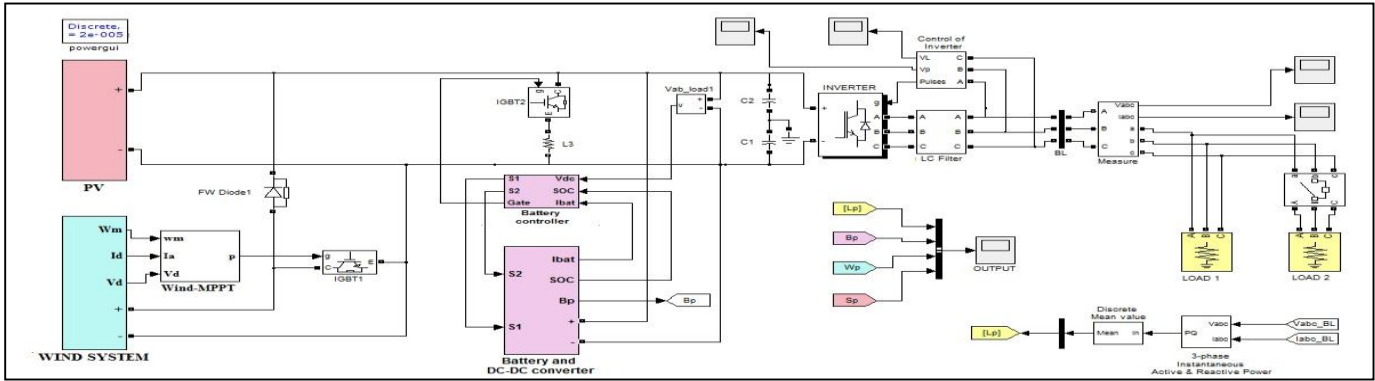 Discrete,
= 2e-005
powergui
+
-
PV
Wm
Id
Vd
+
-
WIND SYSTEM
wm
Ia
Vd
p
Wind-MPPT
FW Diode1
g
C
E
IGBT1
g
C
E
IGBT2
L3
S1
S2
Gate
Vdc
SOC
Ibat
Battery
controller
S2
S1
Ibat
SOC
Bp
+
-
Battery and
DC-DC converter
Bp
Vab_load1
v
+
-
C2
C1
INVERTER
+
-
g
A
B
C
Control of
Inverter
VL
Vp
Pulses
C
B
A
A
B
C
A
B
C
LC Filter
BL
A
B
C
Vabc
Iabc
a
b
c
Measure
A
B
C
LOAD 1
A
B
C
LOAD 2
[Lp]
Bp
Wp
Sp
OUTPUT
[Lp]
Discrete
Mean value
Mean
In
PQ
Vabc
Iabc
3-phase
Instantaneous
Active & Reactive Power
Vabc_BL
Iabc_BL